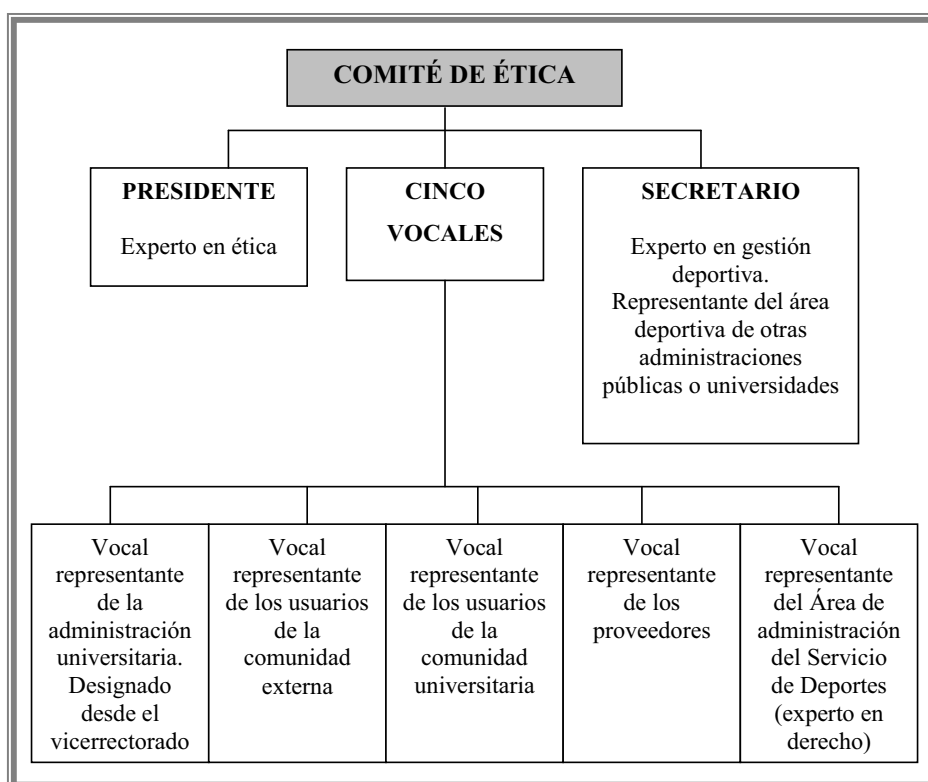 COMITÉ DE ÉTICA
PRESIDENTE
Experto en ética
CINCO
VOCALES
SECRETARIO
Experto en gestión
deportiva.
Representante del área
deportiva de otras
administraciones
públicas o universidades
Vocal
representante
de la
administración
universitaria.
Designado
desde el
vicerrectorado
Vocal
representante
de los usuarios
de la
comunidad
externa
Vocal
representante
de los usuarios
de la
comunidad
universitaria
Vocal
representante
de los
proveedores
Vocal
representante
del Área de
administración
del Servicio
de Deportes
(experto en
derecho)